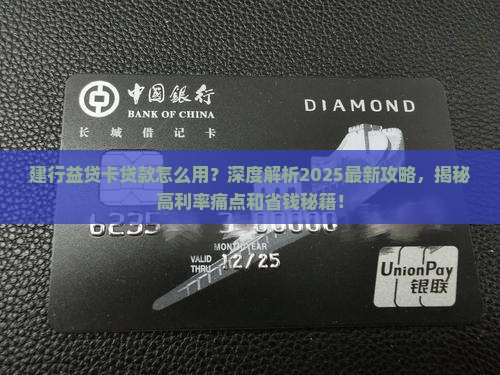 中国银行
BANK OF CHINA
DIAMOND
长城借记卡
建行益贷卡贷款怎么用？深度解析2025最新攻略，揭秘
高利率痛点和省钱秘籍！
6235
00000
MONTH/YEAR
VALID
THRU
12/25
UnionPay
银联